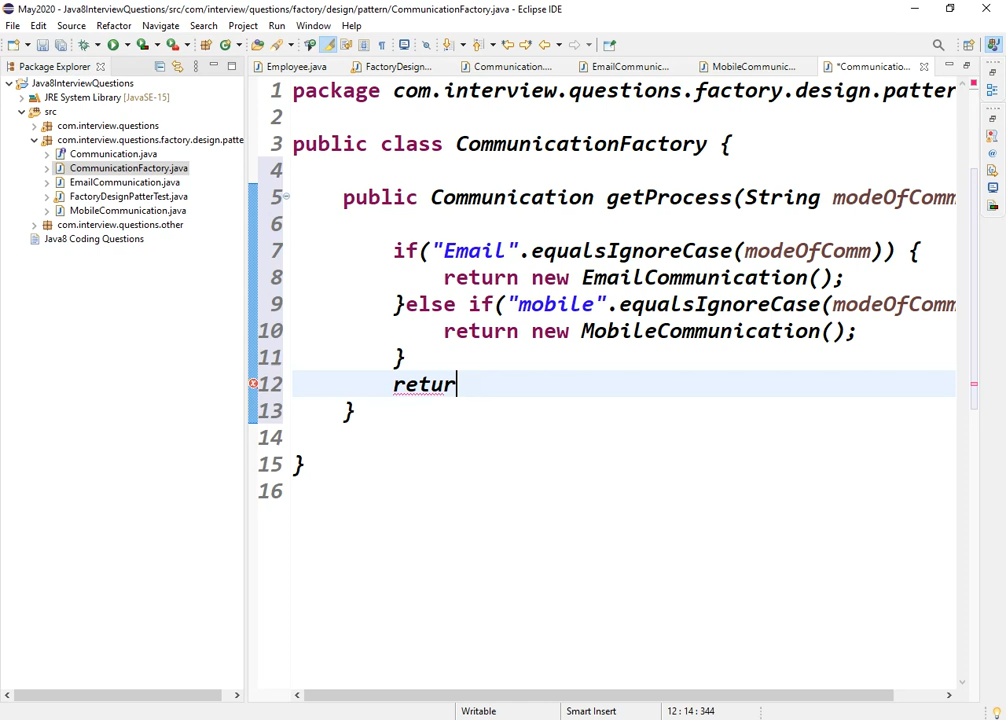 May2020 - Java8InterviewQuestions/src/com/interview/questions/factory/design/pattern/CommunicationFactory.java - Eclipse IDE
File Edit Source Refactor Navigate Search Project Run Window Help
Package Explorer
Employee.java FactoryDesign... Communication.... EmailCommunic... MobileCommunic... *Communicatio...
Java8InterviewQuestions
JRE System Library [JavaSE-15]
src
com.interview.questions
com.interview.questions.factory.design.patte
Communication.java
CommunicationFactory.java
EmailCommunication.java
FactoryDesignPatterTest.java
MobileCommunication.java
com.interview.questions.other
Java8 Coding Questions
1 package com.interview.questions.factory.design.patter
2
3 public class CommunicationFactory {
4
5 public Communication getProcess(String modeOfComm
6
7 if("Email".equalsIgnoreCase(modeOfComm)) {
8 return new EmailCommunication();
9 }else if("mobile".equalsIgnoreCase(modeOfComm
10 return new MobileCommunication();
11 }
12 retur
13 }
14
15 }
16
Writable Smart Insert 12 : 14 : 344